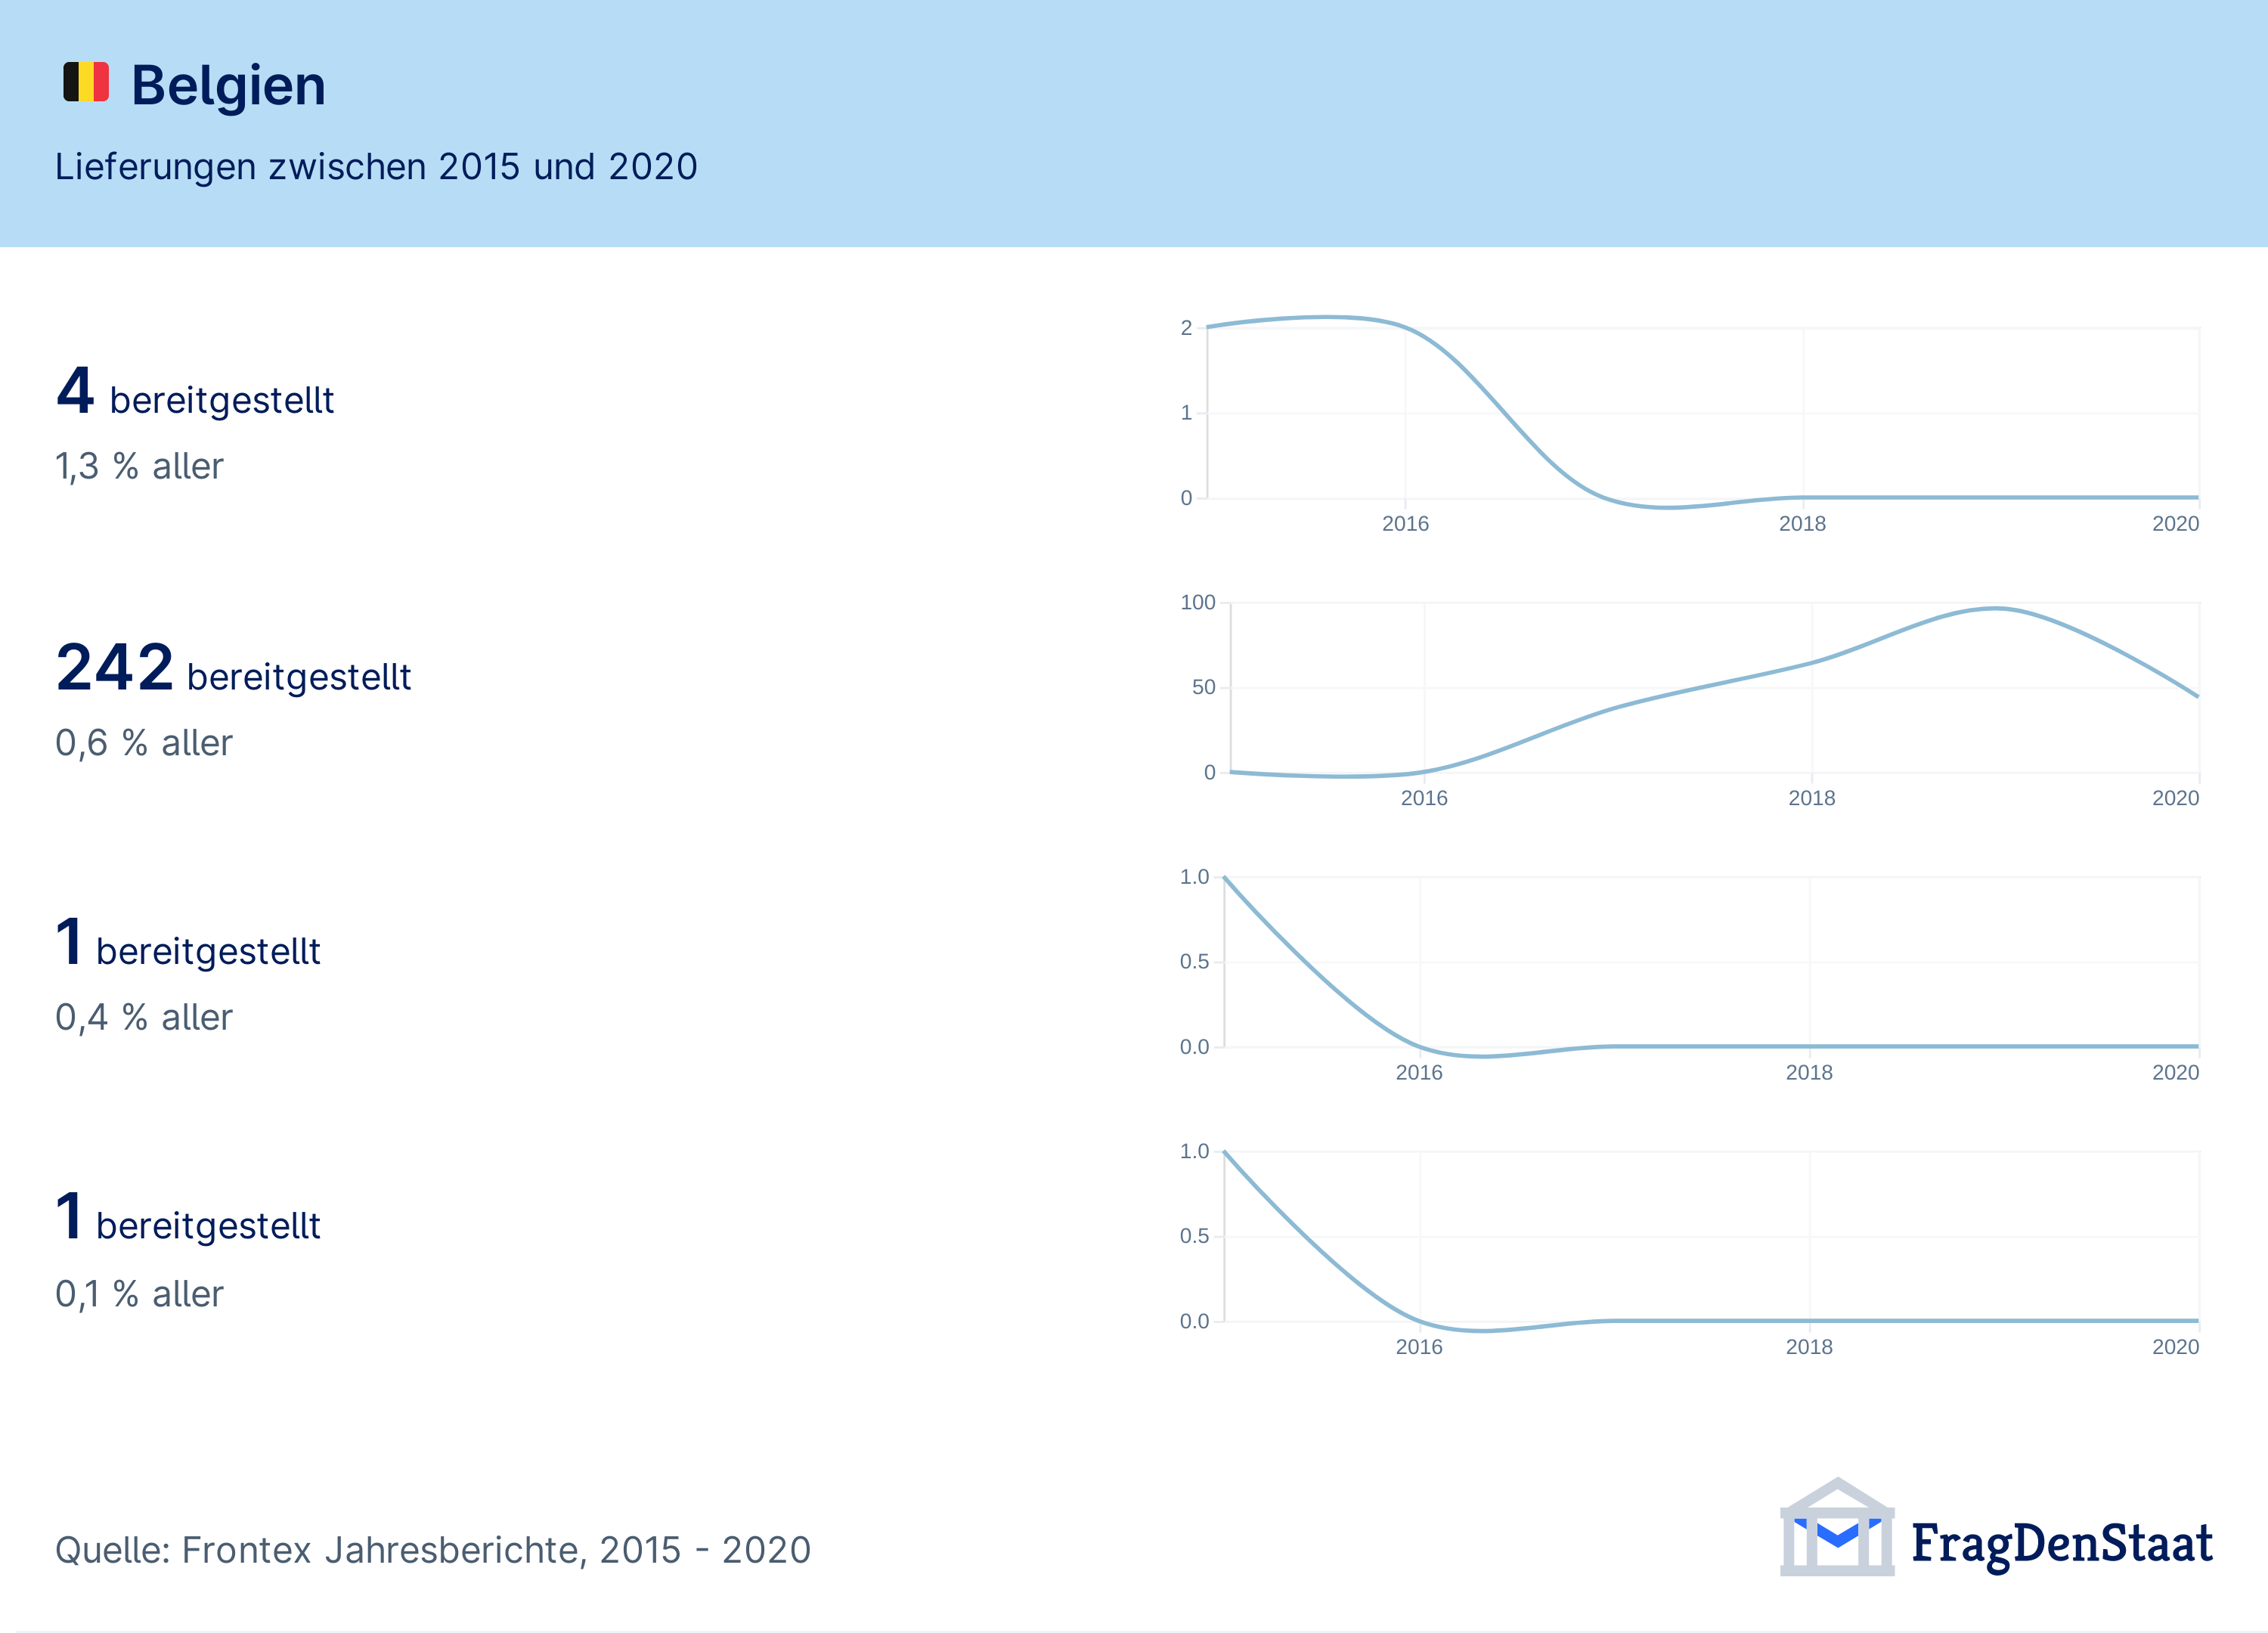 Belgien
Lieferungen zwischen 2015 und 2020
4 bereitgestellt
1,3 % aller
2
1
0
2016 2018 2020
242 bereitgestellt
0,6 % aller
100
50
0
2016 2018 2020
1 bereitgestellt
0,4 % aller
1.0
0.5
0.0
2016 2018 2020
1 bereitgestellt
0,1 % aller
1.0
0.5
0.0
2016 2018 2020
Quelle: Frontex Jahresberichte, 2015 - 2020
FragDenStaat